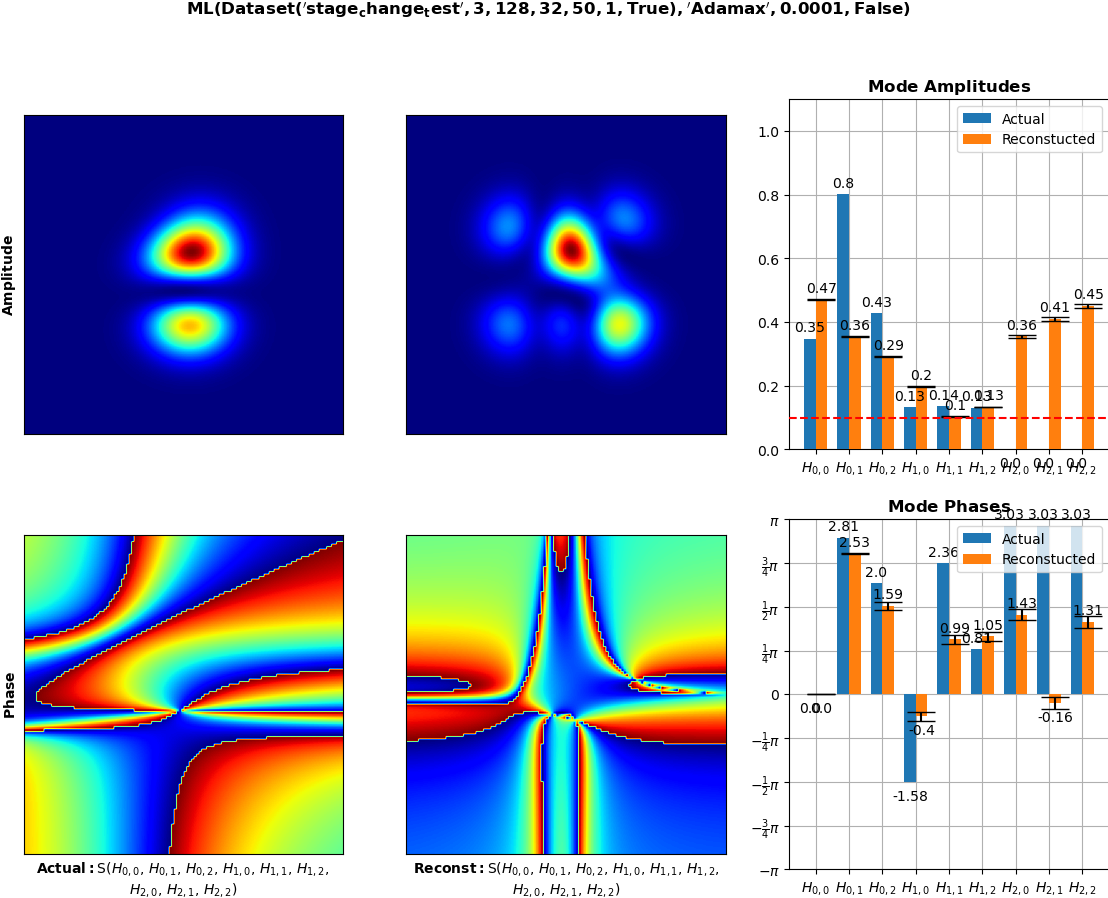 ML(Dataset('stage_change_test', 3, 128, 32, 50, 1, True), 'Adamax', 0.0001, False)
Amplitude
Mode Amplitudes
Actual
Reconstucted
1.0
0.8
0.6
0.4
0.2
0.0
0.35
0.47
0.8
0.36
0.43
0.29
0.13
0.2
0.14
0.1
0.13
0.13
0.0
0.36
0.0
0.41
0.0
0.45
H0,0 H0,1 H0,2 H1,0 H1,1 H1,2 H2,0 H2,1 H2,2
Phase
Mode Phases
Actual
Reconstucted
π
3/4π
1/2π
1/4π
0
−1/4π
−1/2π
−3/4π
−π
0.0
0.0
2.81
2.53
2.0
1.59
-1.58
-0.4
2.36
0.99
1.05
3.03
1.43
3.03
-0.16
3.03
1.31
H0,0 H0,1 H0,2 H1,0 H1,1 H1,2 H2,0 H2,1 H2,2
Actual: S(H0,0, H0,1, H0,2, H1,0, H1,1, H1,2,
H2,0, H2,1, H2,2)
Reconst: S(H0,0, H0,1, H0,2, H1,0, H1,1, H1,2,
H2,0, H2,1, H2,2)